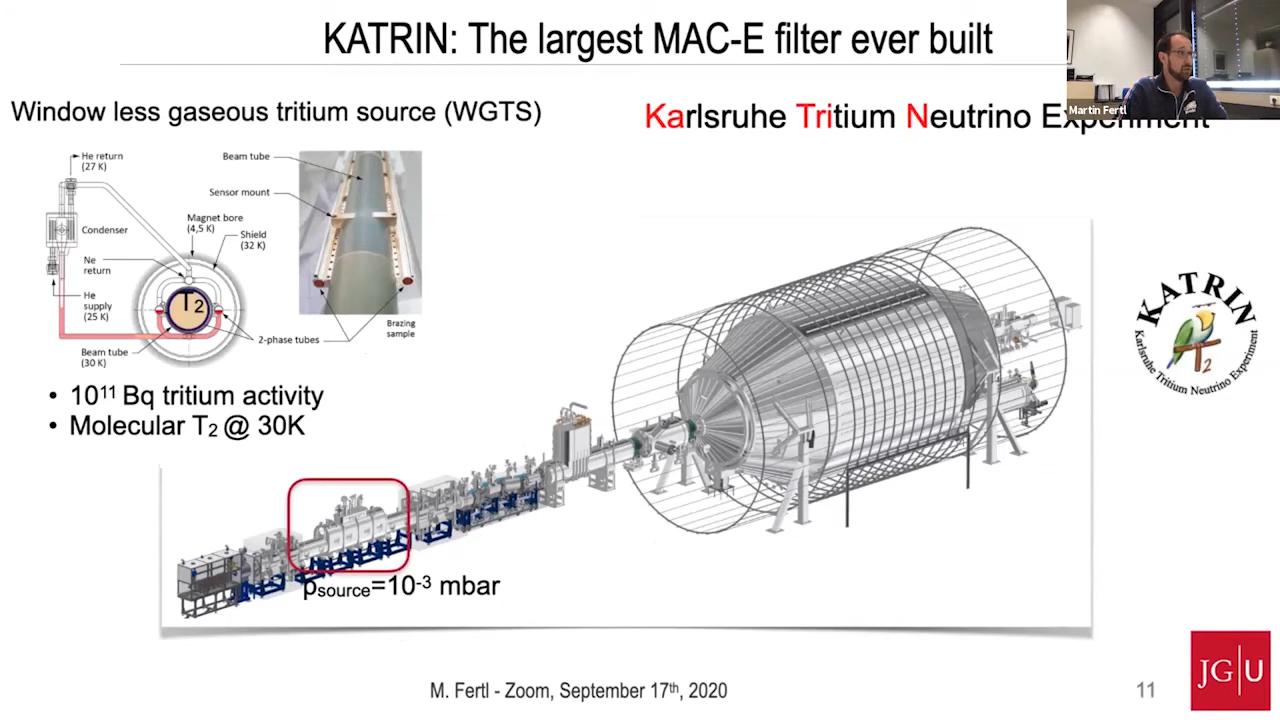 KATRIN: The largest MAC-E filter ever built
Martin Fertl
Window less gaseous tritium source (WGTS)
Karlsruhe Tritium Neutrino Experiment
He return
(27 K)
Condenser
Magnet bore
(4,5 K)
Shield
(32 K)
Ne
return
He
supply
(25 K)
T2
Beam tube
(30 K)
2-phase tubes
Beam tube
Sensor mount
Brazing
sample
• 10¹¹ Bq tritium activity
• Molecular T₂ @ 30K
psource=10⁻³ mbar
KATRIN
Karlsruhe Tritium Neutrino Experiment
T2
M. Fertl - Zoom, September 17th, 2020
11
JG|U